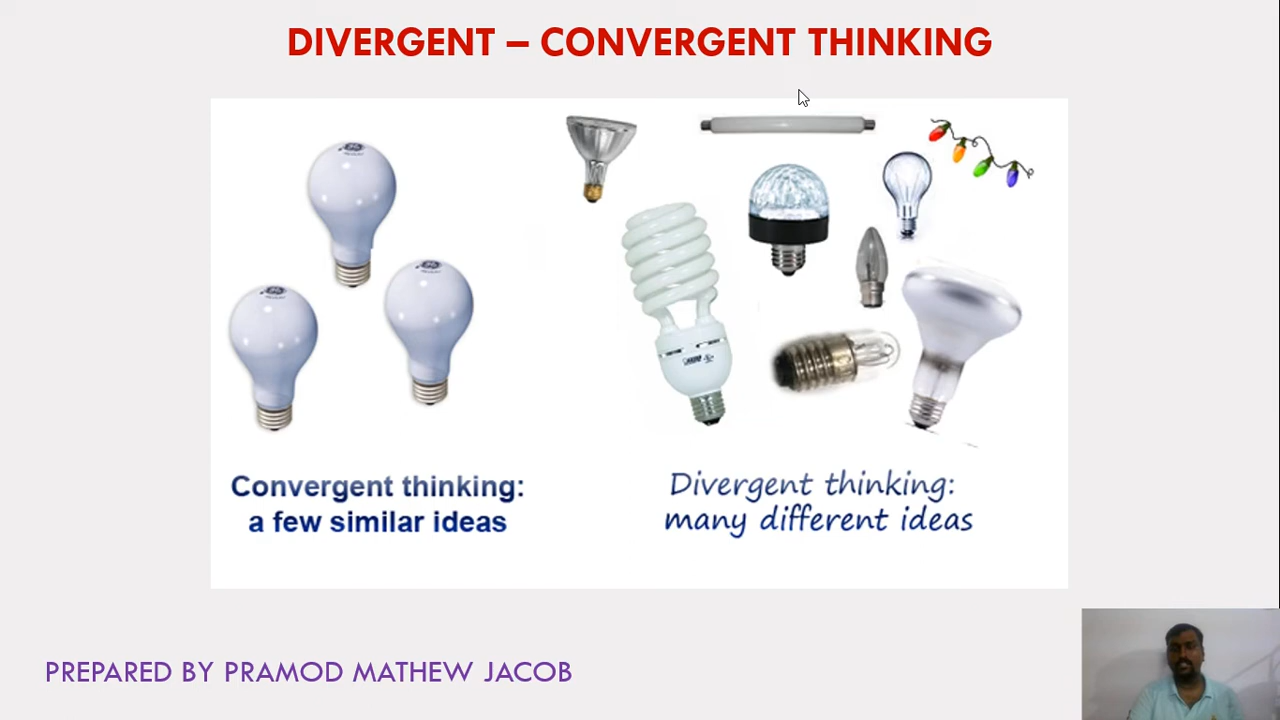 DIVERGENT – CONVERGENT THINKING
Convergent thinking:
a few similar ideas
Divergent thinking:
many different ideas
PREPARED BY PRAMOD MATHEW JACOB